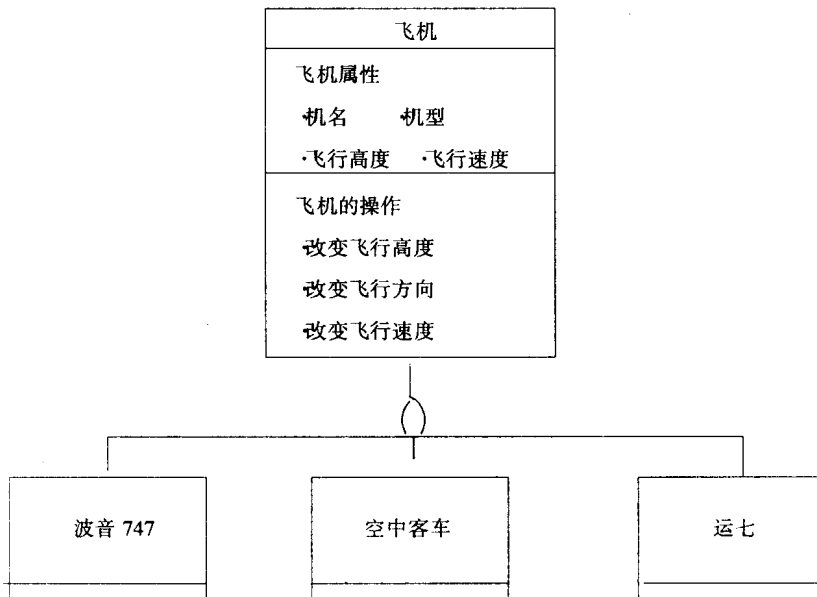 飞机
飞机属性
·机名 ·机型
·飞行高度 ·飞行速度
飞机的操作
·改变飞行高度
·改变飞行方向
·改变飞行速度
波音 747 空中客车 运七